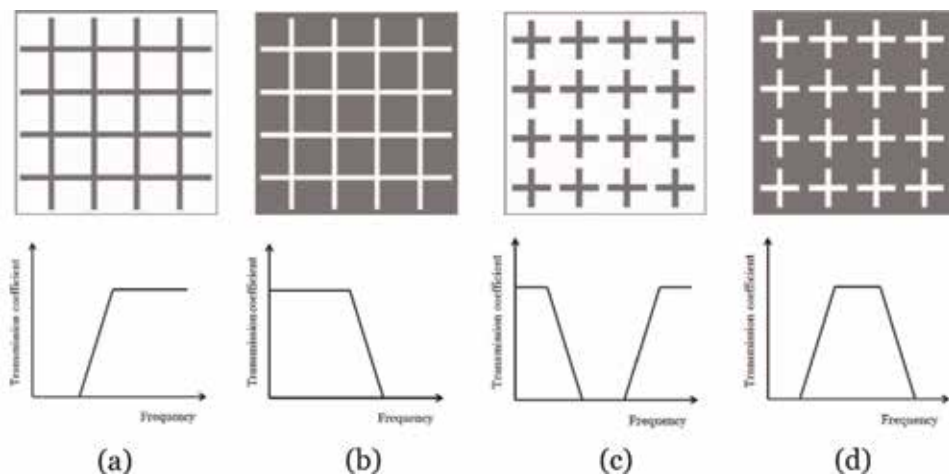 Transmission coefficient
Frequency
(a)
Transmission coefficient
Frequency
(b)
Transmission coefficient
Frequency
(c)
Transmission coefficient
Frequency
(d)